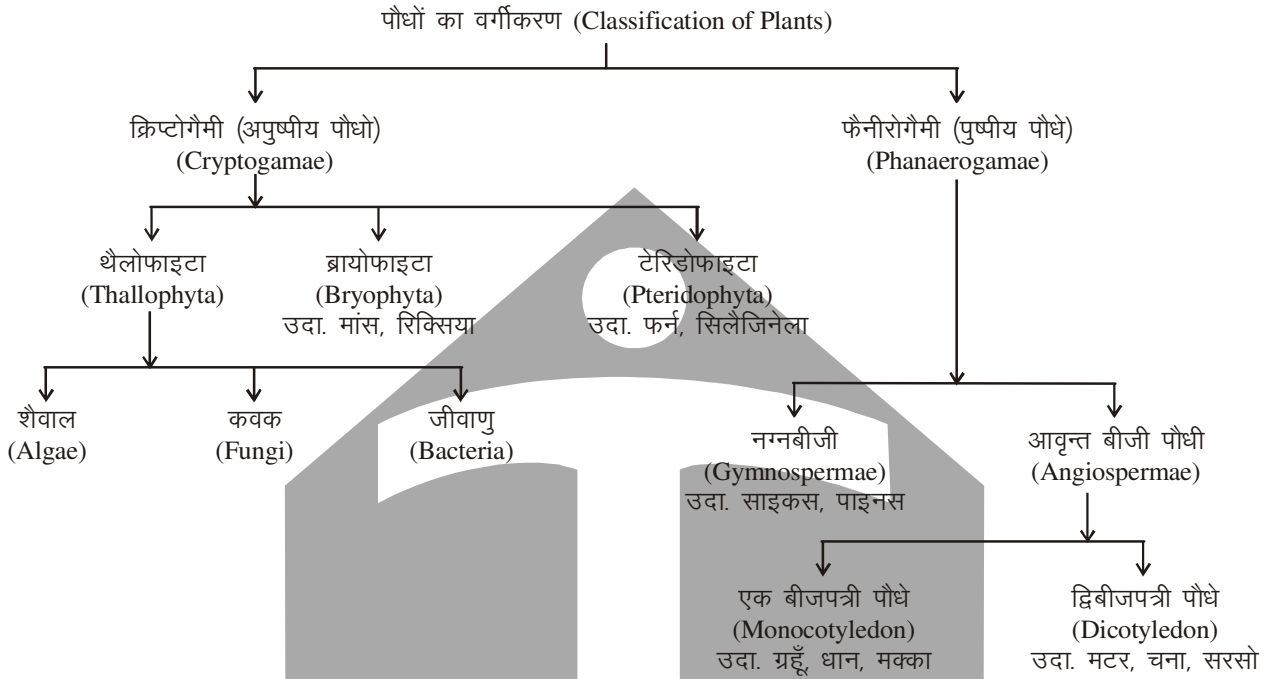 पौधों का वर्गीकरण (Classification of Plants)
क्रिप्टोगैमी (अपुष्पीय पौधो)
(Cryptogamae)
फैनीरोगैमी (पुष्पीय पौधे)
(Phanaerogamae)
थैलोफाइटा
(Thallophyta)
ब्रायोफाइटा
(Bryophyta)
उदा. मांस, रिक्सिया
टेरिडोफाइटा
(Pteridophyta)
उदा. फर्न, सिलैजिनेला
शैवाल
(Algae)
कवक
(Fungi)
जीवाणु
(Bacteria)
नग्नबीजी
(Gymnospermae)
उदा. साइकस, पाइनस
आवृन्त बीजी पौधी
(Angiospermae)
एक बीजपत्री पौधे
(Monocotyledon)
उदा. ग्रहूँ, धान, मक्का
द्विबीजपत्री पौधे
(Dicotyledon)
उदा. मटर, चना, सरसो